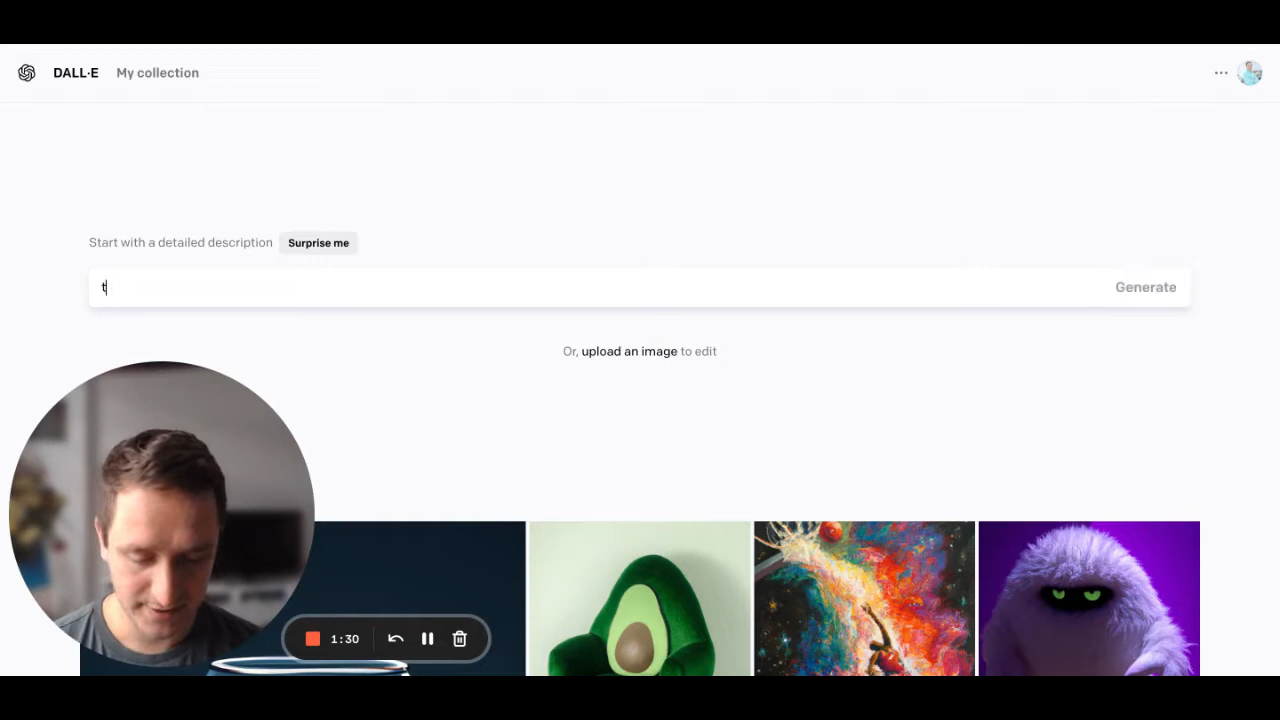 DALL·E My collection ...
Start with a detailed description Surprise me
t Generate
Or, upload an image to edit
1:30